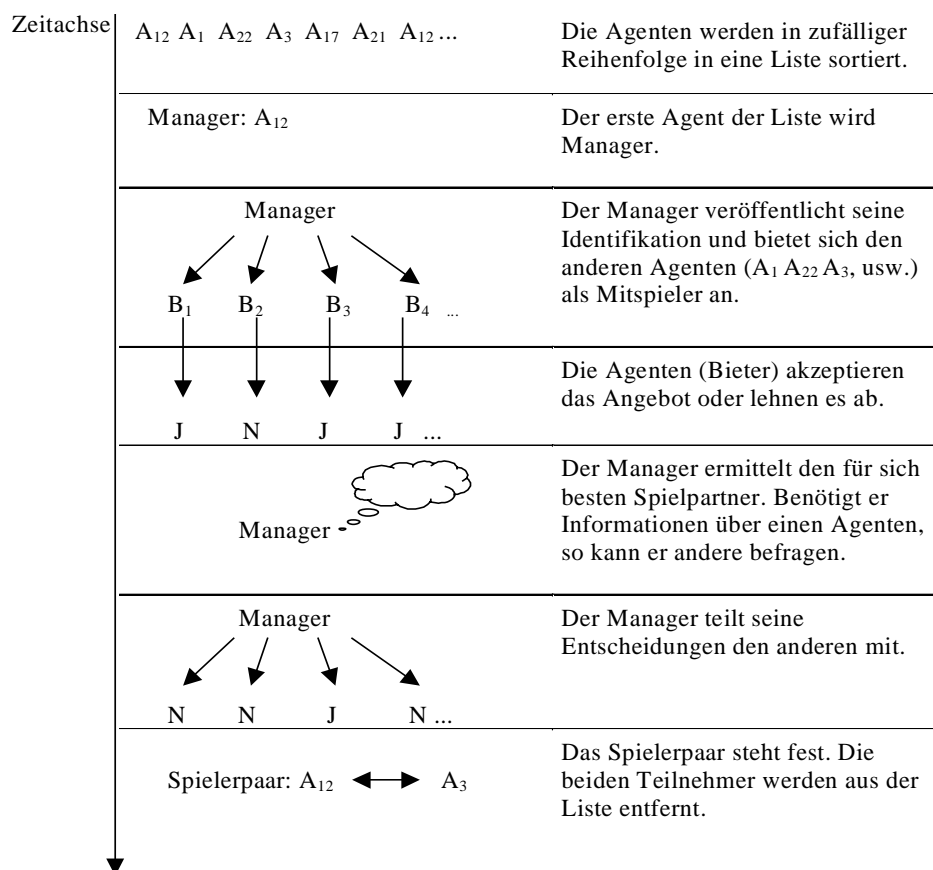 Zeitachse
A12 A1 A22 A3 A17 A21 A12 ...
Die Agenten werden in zufälliger
Reihenfolge in eine Liste sortiert.
Manager: A12
Der erste Agent der Liste wird
Manager.
Manager
B1 B2 B3 B4 ...
Der Manager veröffentlicht seine
Identifikation und bietet sich den
anderen Agenten (A1 A22 A3, usw.)
als Mitspieler an.
J N J J ...
Die Agenten (Bieter) akzeptieren
das Angebot oder lehnen es ab.
Manager
Der Manager ermittelt den für sich
besten Spielpartner. Benötigt er
Informationen über einen Agenten,
so kann er andere befragen.
Manager
N N J N ...
Der Manager teilt seine
Entscheidungen den anderen mit.
Spielerpaar: A12 A3
Das Spielerpaar steht fest. Die
beiden Teilnehmer werden aus der
Liste entfernt.